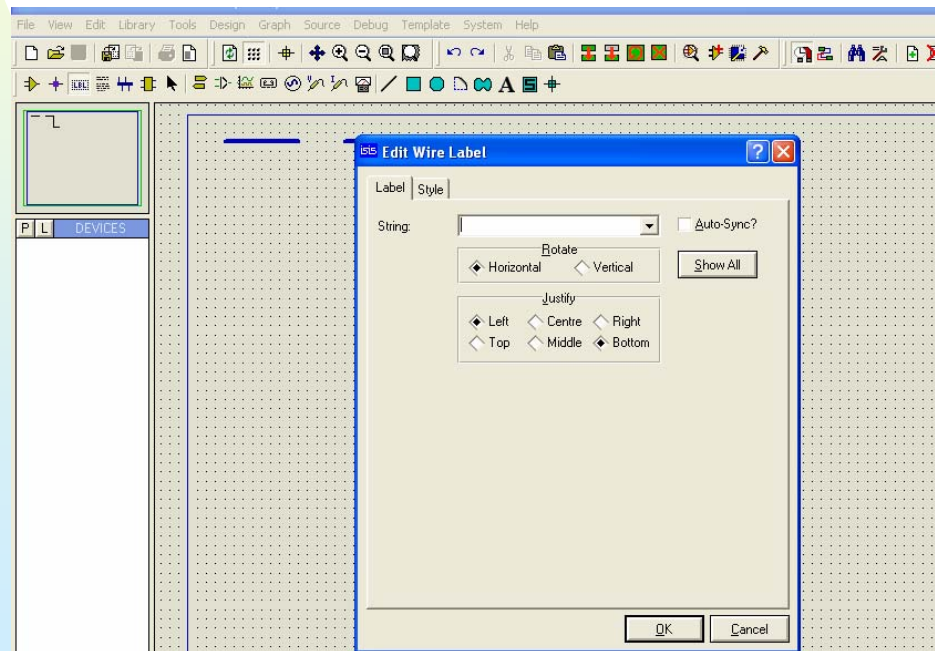 File View Edit Library Tools Design Graph Source Debug Template System Help
LBL
A
P L DEVICES
ISIS Edit Wire Label
Label Style
String:
Auto-Sync?
Rotate
Horizontal Vertical
Show All
Justify
Left Centre Right
Top Middle Bottom
OK Cancel